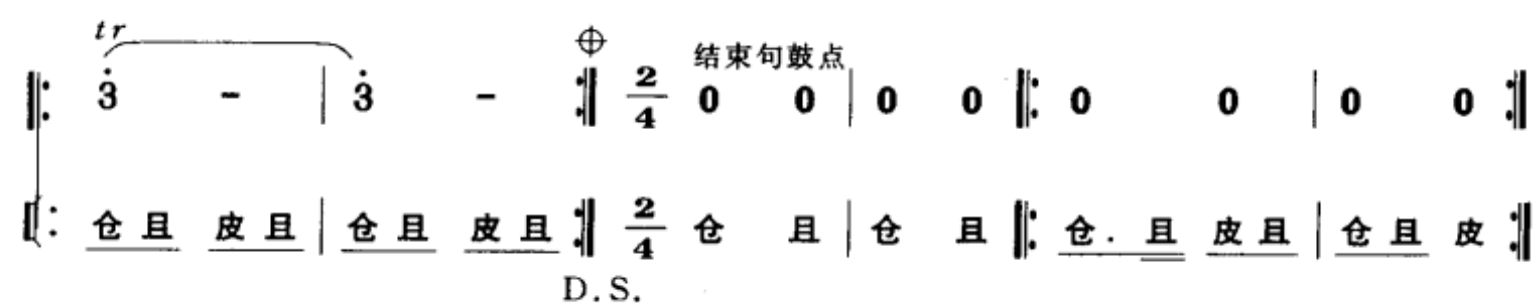 tr
结束句鼓点
3 - 3 - 2/4 0 0 0 0 0 0 0 0
仓且 皮且 仓且 皮且 2/4 仓 且 仓 且 仓. 且 皮且 仓且 皮
D.S.